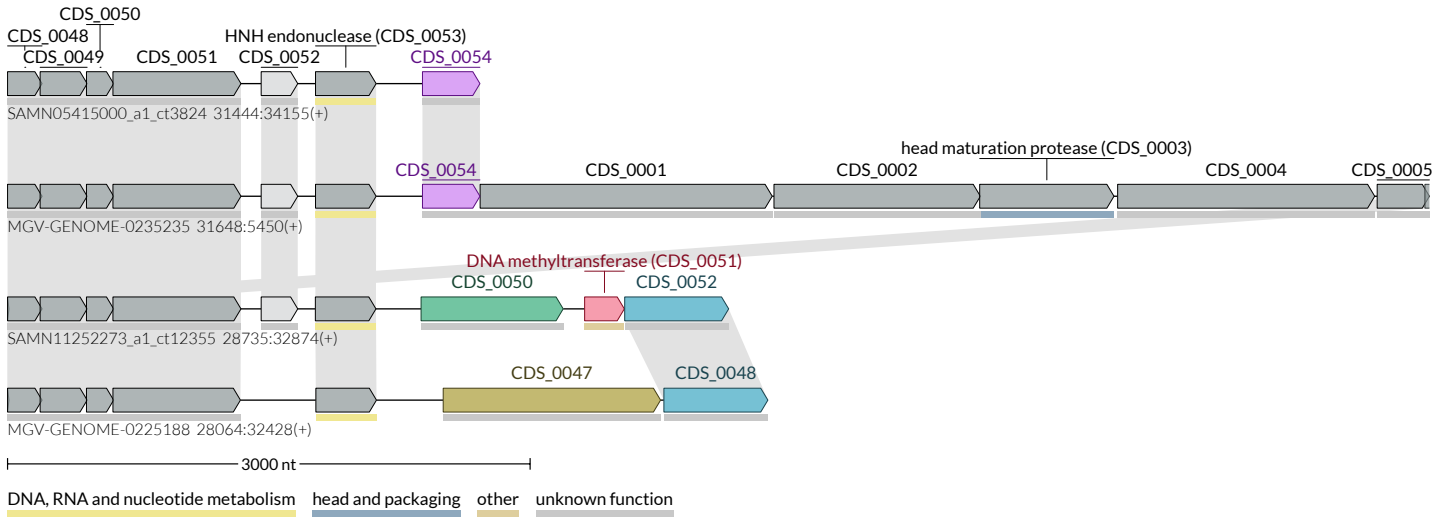 CDS_0050
CDS_0048
HNH endonuclease (CDS_0053)
CDS_0049
CDS_0051
CDS_0052
CDS_0054
SAMN05415000_a1_ct3824 31444:34155(+)
head maturation protease (CDS_0003)
CDS_0054
CDS_0001
CDS_0002
CDS_0004
CDS_0005
MGV-GENOME-0235235 31648:5450(+)
DNA methyltransferase (CDS_0051)
CDS_0050
CDS_0052
SAMN11252273_a1_ct12355 28735:32874(+)
CDS_0047
CDS_0048
MGV-GENOME-0225188 28064:32428(+)
3000 nt
DNA, RNA and nucleotide metabolism
head and packaging
other
unknown function